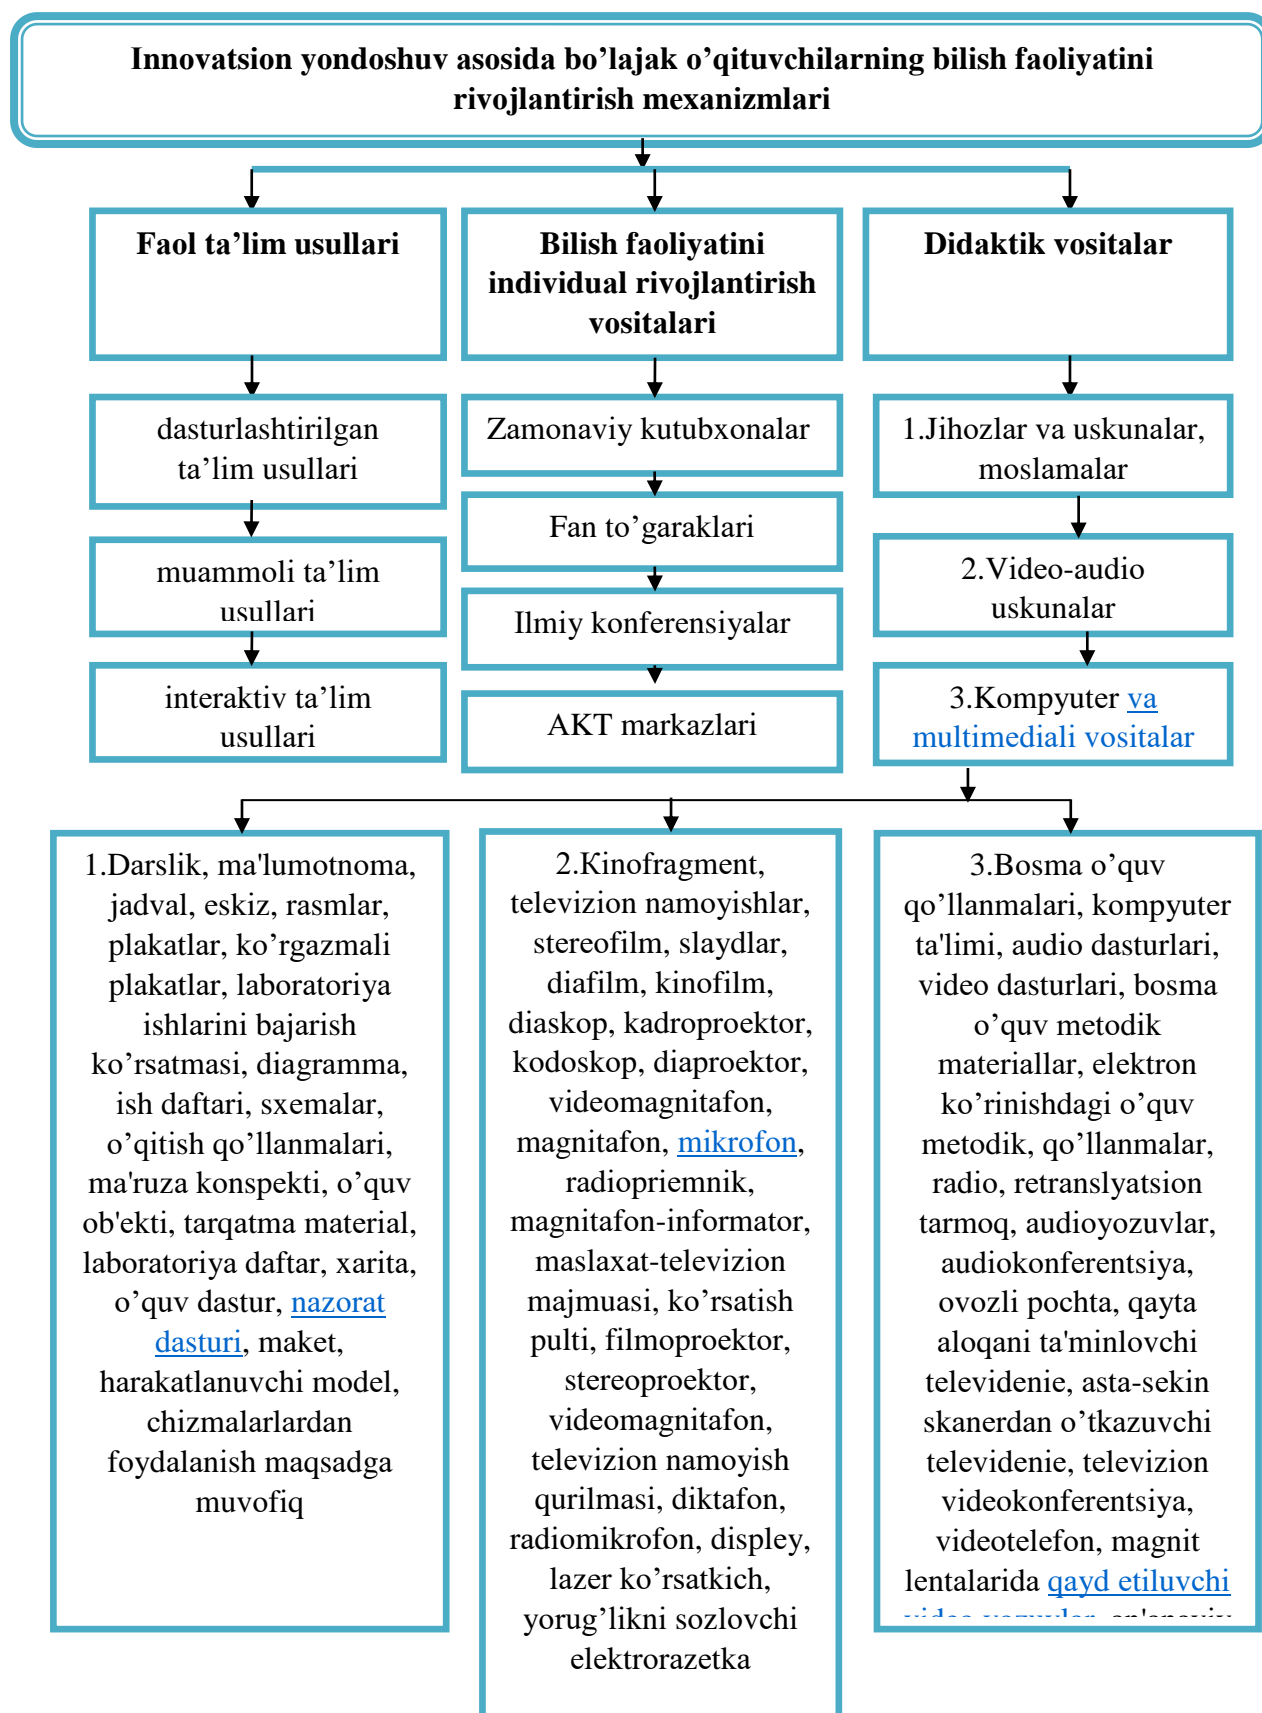 Innovatsion yondoshuv asosida bo’lajak o’qituvchilarning bilish faoliyatini
rivojlantirish mexanizmlari
Faol ta’lim usullari
Bilish faoliyatini
individual rivojlantirish
vositalari
Didaktik vositalar
dasturlashtirilgan
ta’lim usullari
muammoli ta’lim
usullari
interaktiv ta’lim
usullari
Zamonaviy kutubxonalar
Fan to’garaklari
Ilmiy konferensiyalar
AKT markazlari
1.Jihozlar va uskunalar,
moslamalar
2.Video-audio
uskunalar
3.Kompyuter va
multimediali vositalar
1.Darslik, ma'lumotnoma,
jadval, eskiz, rasmlar,
plakatlar, ko’rgazmali
plakatlar, laboratoriya
ishlarini bajarish
ko’rsatmasi, diagramma,
ish daftari, sxemalar,
o’qitish qo’llanmalari,
ma'ruza konspekti, o’quv
ob'ekti, tarqatma material,
laboratoriya daftar, xarita,
o’quv dastur, nazorat
dasturi, maket,
harakatlanuvchi model,
chizmalarlardan
foydalanish maqsadga
muvofiq
2.Kinofragment,
televizion namoyishlar,
stereofilm, slaydlar,
diafilm, kinofilm,
diaskop, kadroproektor,
kodoskop, diaproektor,
videomagnitafon,
magnitafon, mikrofon,
radiopriemnik,
magnitafon-informator,
maslaxat-televizion
majmuasi, ko’rsatish
pulti, filmoproektor,
stereoproektor,
videomagnitafon,
televizion namoyish
qurilmasi, diktafon,
radiomikrofon, displey,
lazer ko’rsatkich,
yorug’likni sozlovchi
elektrorazetka
3.Bosma o’quv
qo’llanmalari, kompyuter
ta'limi, audio dasturlari,
video dasturlari, bosma
o’quv metodik
materiallar, elektron
ko’rinishdagi o’quv
metodik, qo’llanmalar,
radio, retranslyatsion
tarmoq, audioyozuvlar,
audiokonferentsiya,
ovozli pochta, qayta
aloqani ta'minlovchi
televidenie, asta-sekin
skanerdan o’tkazuvchi
televidenie, televizion
videokonferentsiya,
videotelefon, magnit
lentalarida qayd etiluvchi